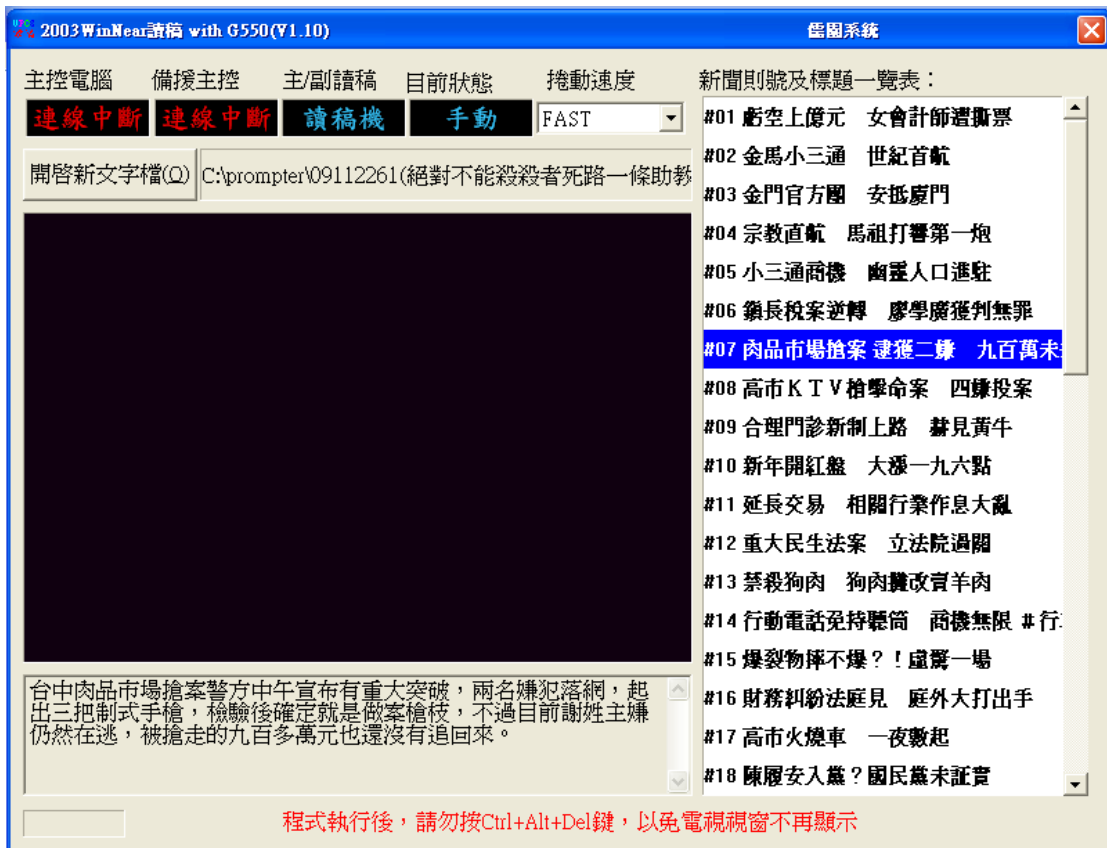 2003WinNear讀稿 with G550(V1.10) 儒園系統
主控電腦 備援主控 主/副讀稿 目前狀態 捲動速度
連線中斷 連線中斷 讀稿機 手動 FAST
開啓新文字檔(O) C:\prompter\09112261(絕對不能殺殺者死路一條助教
台中肉品市場搶案警方中午宣布有重大突破，兩名嫌犯落網，起
出三把制式手槍，檢驗後確定就是做案槍枝，不過目前謝姓主嫌
仍然在逃，被搶走的九百多萬元也還沒有追回來。
新聞則號及標題一覽表：
#01 虧空上億元　女會計師遭撕票
#02 金馬小三通　世紀首航
#03 金門官方團　安抵廈門
#04 宗教直航　馬祖打響第一炮
#05 小三通商機　幽靈人口進駐
#06 鎮長稅案逆轉　廖學廣獲判無罪
#07 肉品市場搶案 逮獲二嫌　九百萬未
#08 高市ＫＴＶ槍擊命案　四嫌投案
#09 合理門診新制上路　赫見黃牛
#10 新年開紅盤　大漲一九六點
#11 延長交易　相關行業作息大亂
#12 重大民生法案　立法院過關
#13 禁殺狗肉　狗肉攤改賣羊肉
#14 行動電話免持聽筒　商機無限 #行
#15 爆裂物摔不爆？！虛驚一場
#16 財務糾紛法庭見　庭外大打出手
#17 高市火燒車　一夜數起
#18 陳履安入黨？國民黨未証實
程式執行後，請勿按Ctrl+Alt+Del鍵，以免電視視窗不再顯示